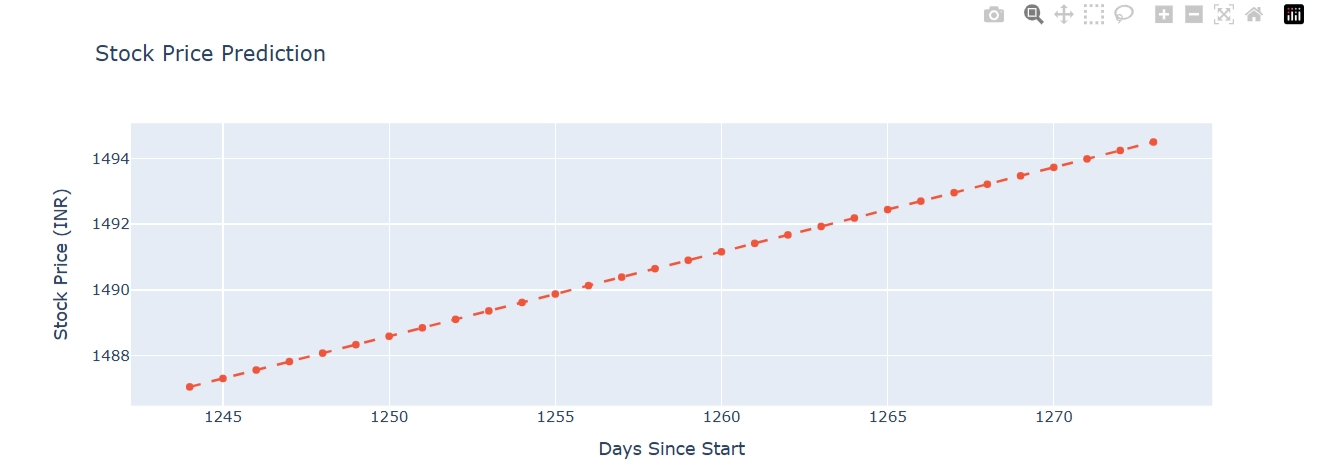 Stock Price Prediction
1494
1492
1490
1488
Stock Price (INR)
1245 1250 1255 1260 1265 1270
Days Since Start